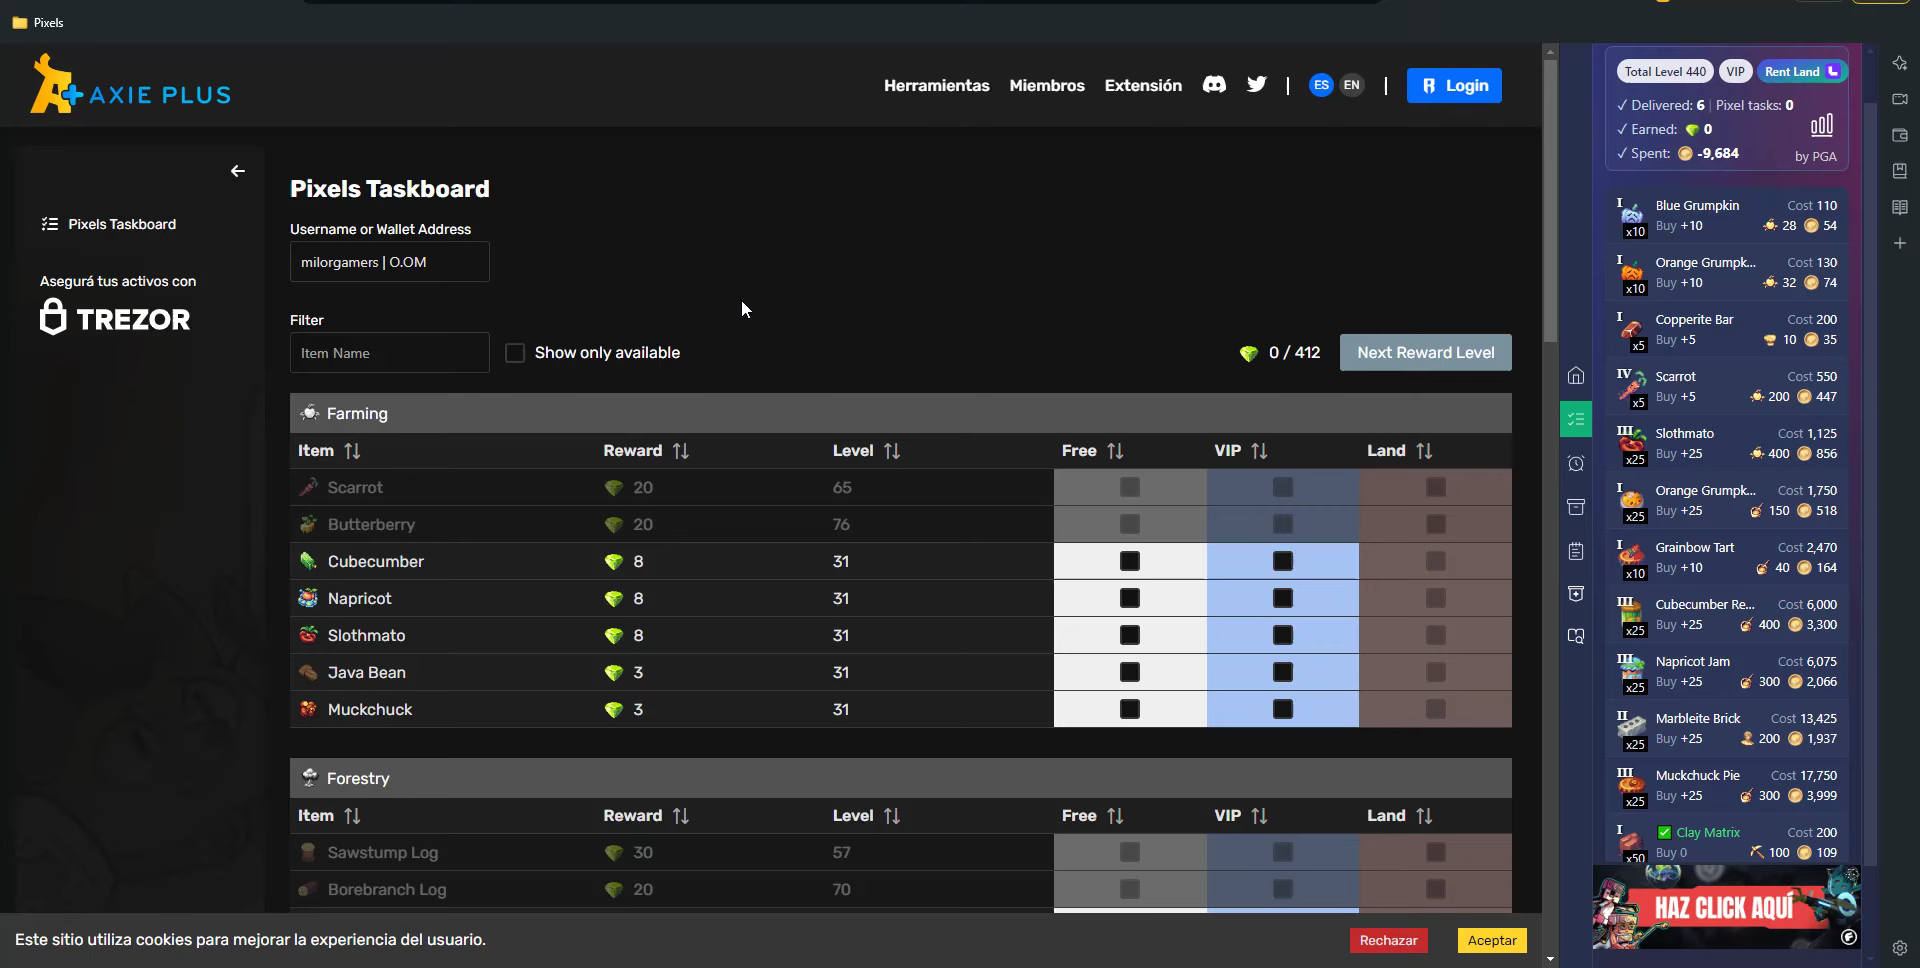 Pixels
AXIE PLUS
Herramientas Miembros Extensión | ES EN | Login
Pixels Taskboard
Asegurá tus activos con
TREZOR
Pixels Taskboard
Username or Wallet Address
milorgamers | O.OM
Filter
Item Name
Show only available
0 / 412
Next Reward Level
Farming
Item Reward Level Free VIP Land
Scarrot 20 65
Butterberry 20 76
Cubecumber 8 31
Napricot 8 31
Slothmato 8 31
Java Bean 3 31
Muckchuck 3 31
Forestry
Item Reward Level Free VIP Land
Sawstump Log 30 57
Borebranch Log 20 70
Este sitio utiliza cookies para mejorar la experiencia del usuario.
Rechazar Aceptar
Total Level 440 VIP Rent Land
✓ Delivered: 6 | Pixel tasks: 0
✓ Earned: 0
✓ Spent: -9,684
by PGA
I Blue Grumpkin Cost 110
x10 Buy +10 28 54
I Orange Grumpk... Cost 130
x10 Buy +10 32 74
I Copperite Bar Cost 200
x5 Buy +5 10 35
IV Scarrot Cost 550
x5 Buy +5 200 447
III Slothmato Cost 1,125
x25 Buy +25 400 856
I Orange Grumpk... Cost 1,750
x25 Buy +25 150 518
I Grainbow Tart Cost 2,470
x10 Buy +10 40 164
III Cubecumber Re... Cost 6,000
x25 Buy +25 400 3,300
III Napricot Jam Cost 6,075
x25 Buy +25 300 2,066
II Marbleite Brick Cost 13,425
x25 Buy +25 200 1,937
III Muckchuck Pie Cost 17,750
x25 Buy +25 300 3,999
I ✅ Clay Matrix Cost 200
x50 Buy 0 100 109
HAZ CLICK AQUÍ